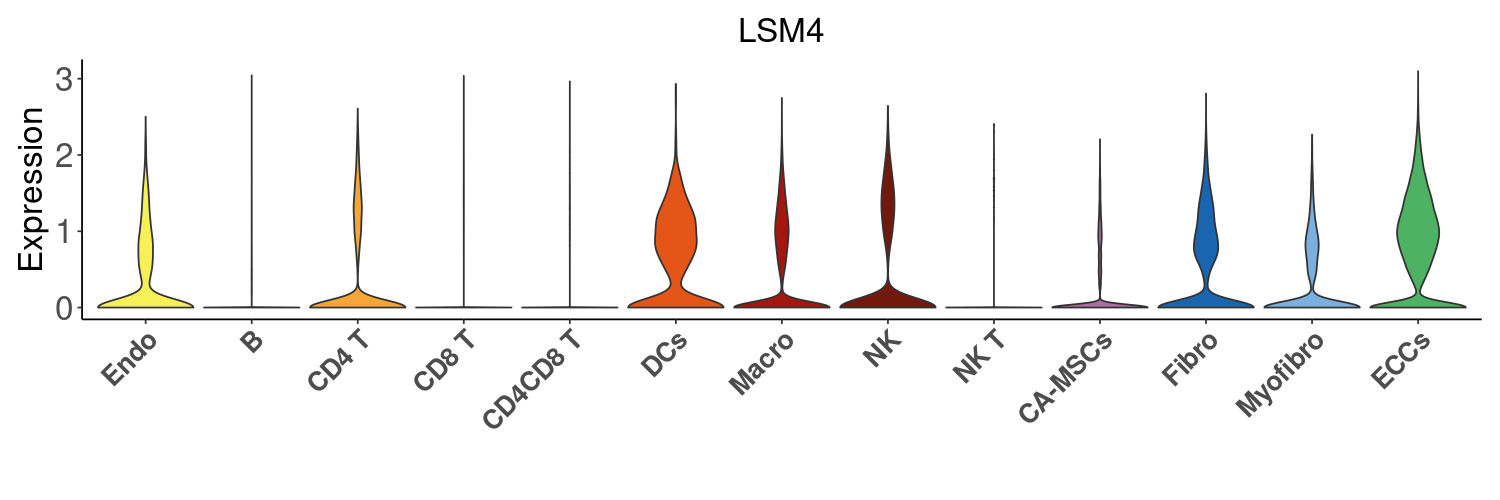 LSM4
Expression
3
2
1
0
Endo
B
CD4 T
CD8 T
CD4CD8 T
DCs
Macro
NK
NK T
CA-MSCs
Fibro
Myofibro
ECCs